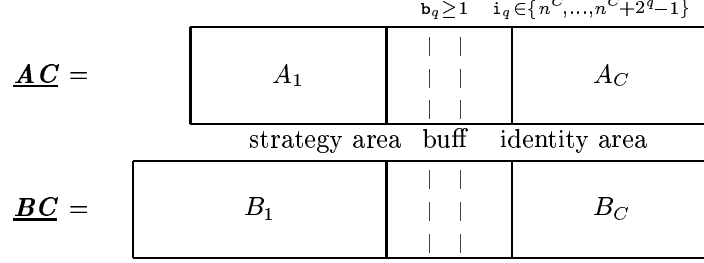 b_q≥1 i_q∈{n^C,...,n^C+2^q−1}
AC = A_1 A_C
strategy area buff identity area
BC = B_1 B_C